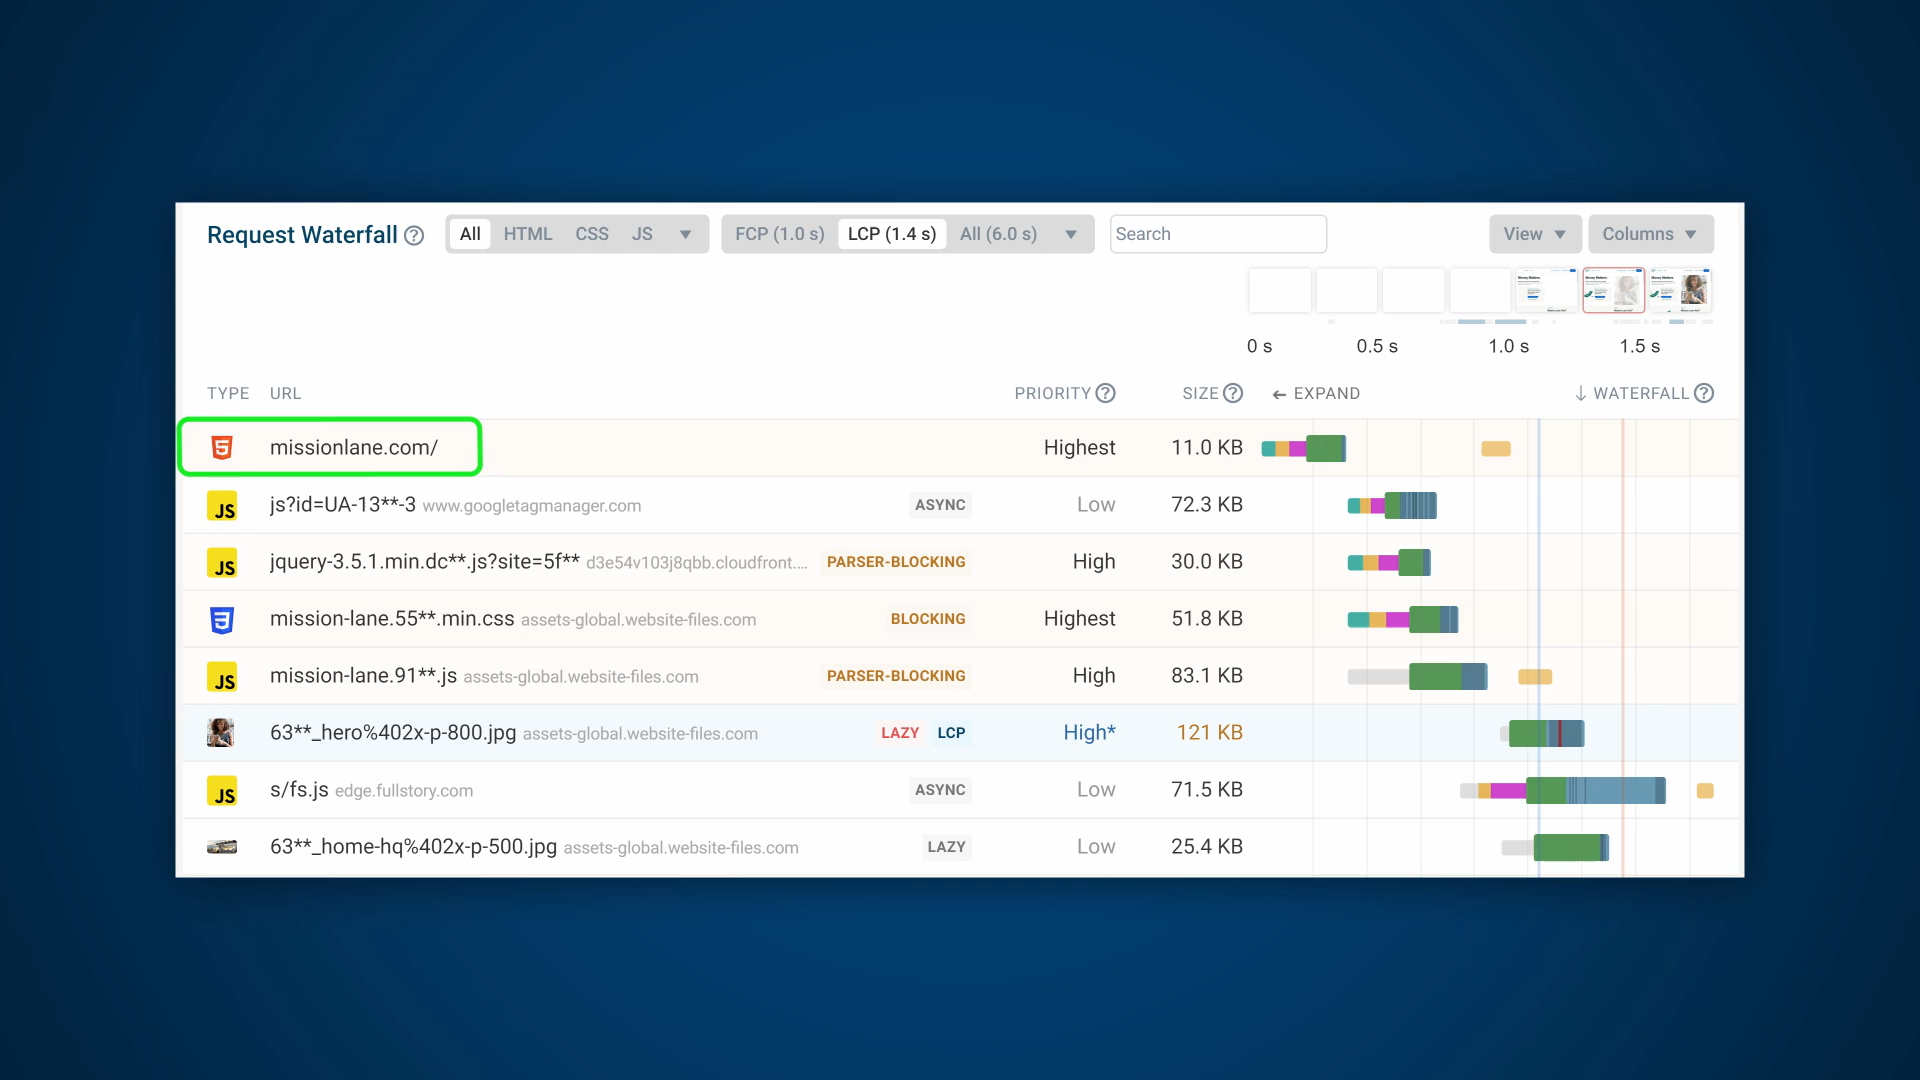 Request Waterfall ? All HTML CSS JS FCP (1.0 s) LCP (1.4 s) All (6.0 s) Search View Columns
0 s 0.5 s 1.0 s 1.5 s
TYPE URL PRIORITY ? SIZE ? ← EXPAND ↓ WATERFALL ?
5 missionlane.com/ Highest 11.0 KB
JS js?id=UA-13**-3 www.googletagmanager.com ASYNC Low 72.3 KB
JS jquery-3.5.1.min.dc**.js?site=5f** d3e54v103j8qbb.cloudfront.... PARSER-BLOCKING High 30.0 KB
3 mission-lane.55**.min.css assets-global.website-files.com BLOCKING Highest 51.8 KB
JS mission-lane.91**.js assets-global.website-files.com PARSER-BLOCKING High 83.1 KB
63**_hero%402x-p-800.jpg assets-global.website-files.com LAZY LCP High* 121 KB
JS s/fs.js edge.fullstory.com ASYNC Low 71.5 KB
63**_home-hq%402x-p-500.jpg assets-global.website-files.com LAZY Low 25.4 KB